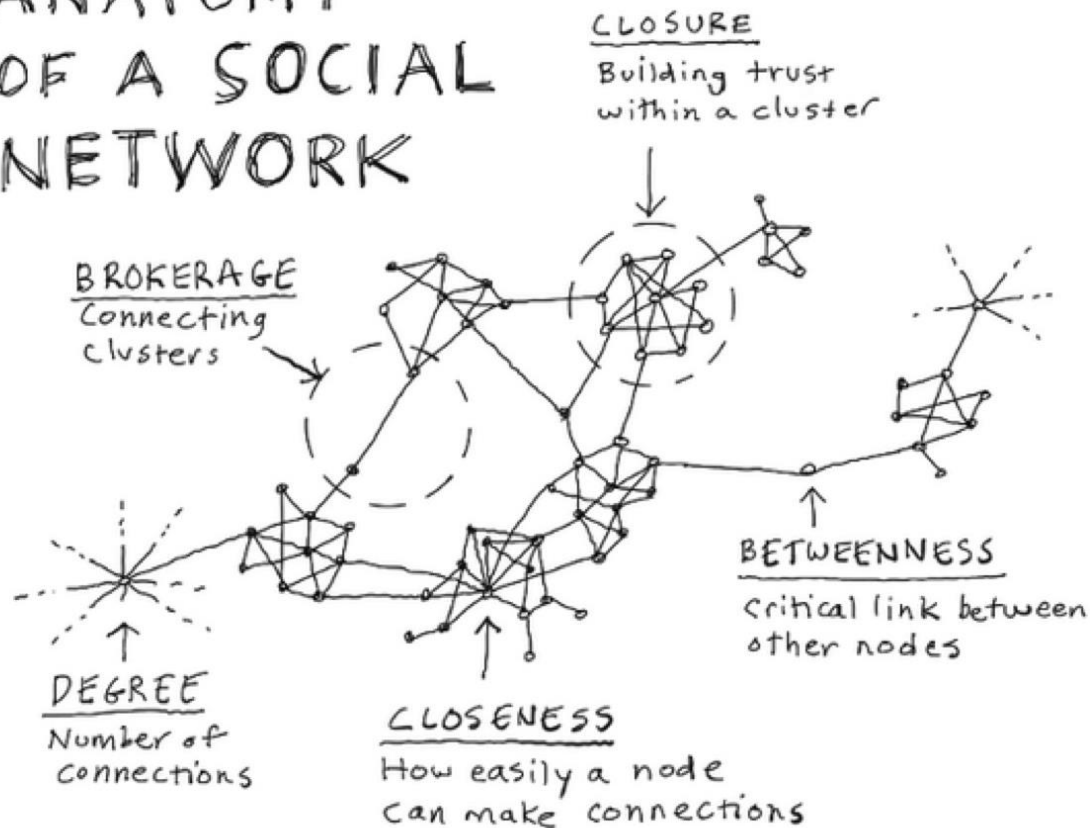 ANATOMY
OF A SOCIAL
NETWORK
CLOSURE
Building trust
within a cluster
BROKERAGE
Connecting
clusters
BETWEENNESS
Critical link between
other nodes
DEGREE
Number of
connections
CLOSENESS
How easily a node
can make connections